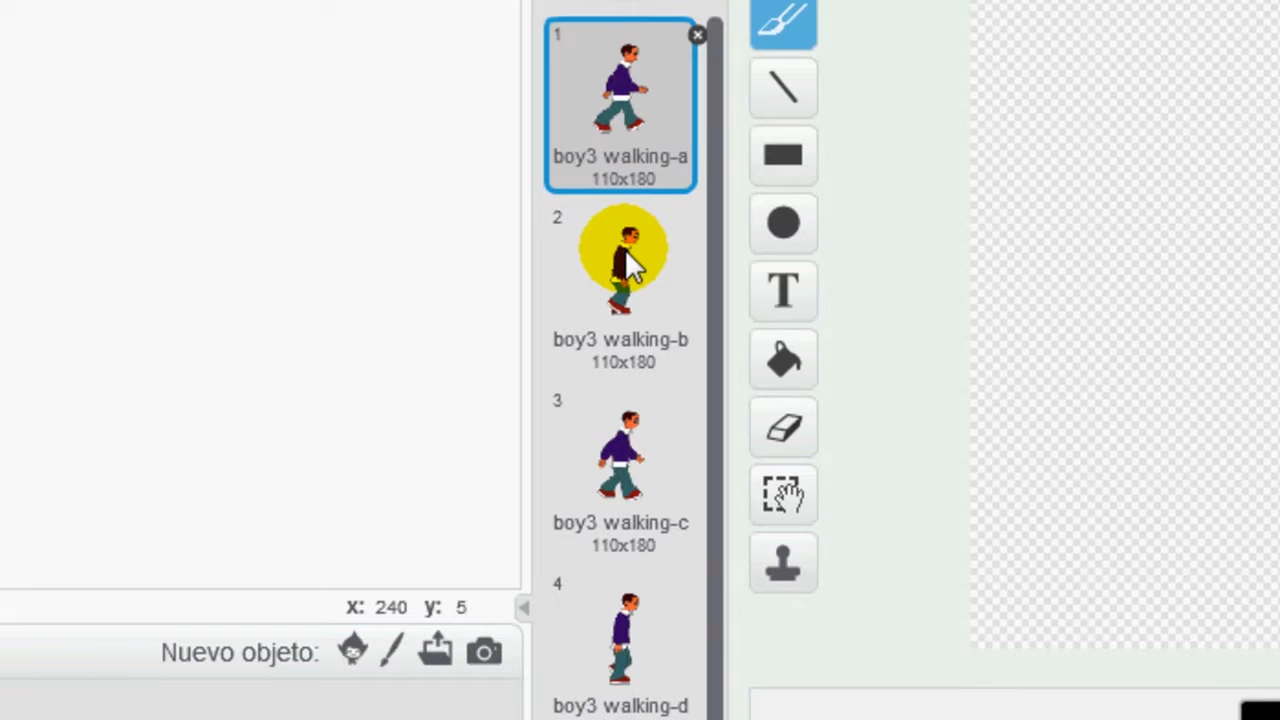 1
boy3 walking-a
110x180
2
boy3 walking-b
110x180
3
boy3 walking-c
110x180
4
boy3 walking-d
T
x: 240 y: 5
Nuevo objeto: